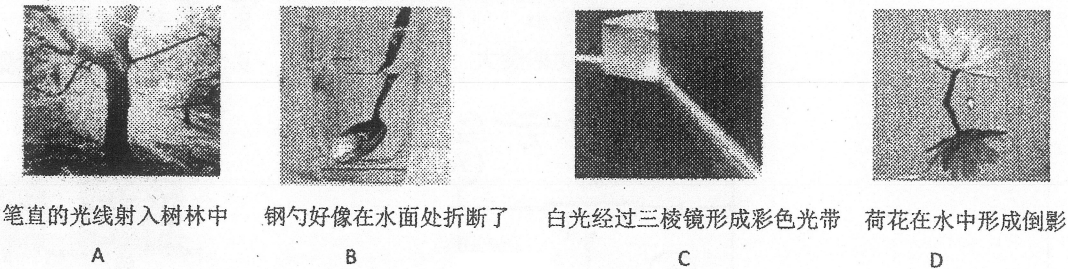 笔直的光线射入树林中
钢勺好像在水面处折断了
白光经过三棱镜形成彩色光带
荷花在水中形成倒影
A
B
C
D